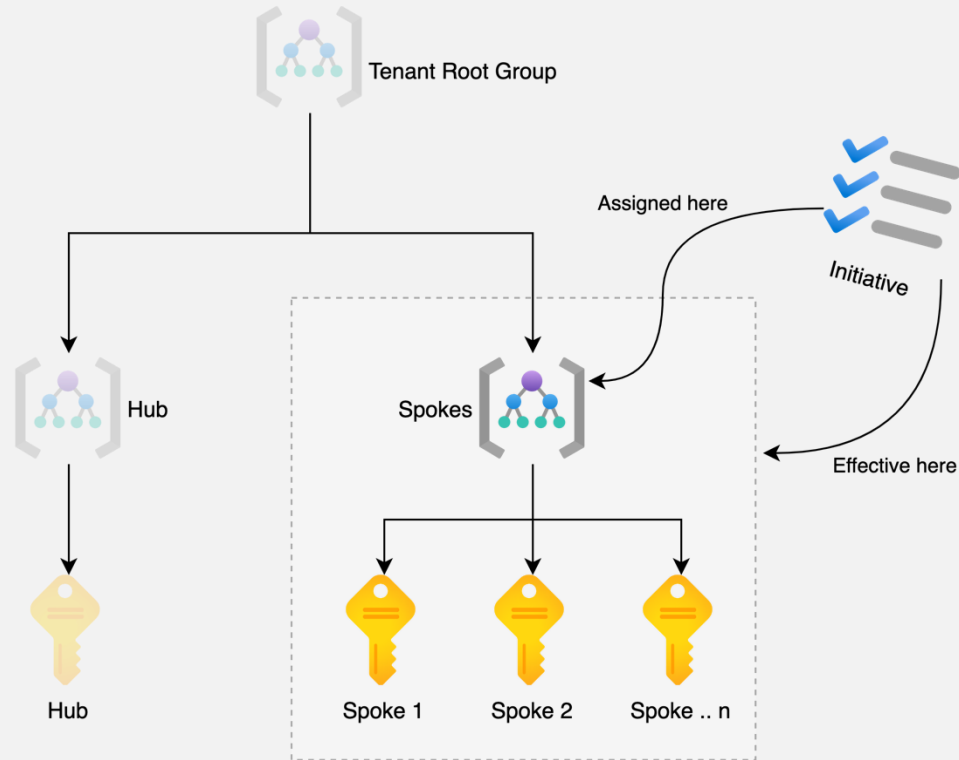 Tenant Root Group
Assigned here
Initiative
Hub
Spokes
Effective here
Hub
Spoke 1
Spoke 2
Spoke .. n